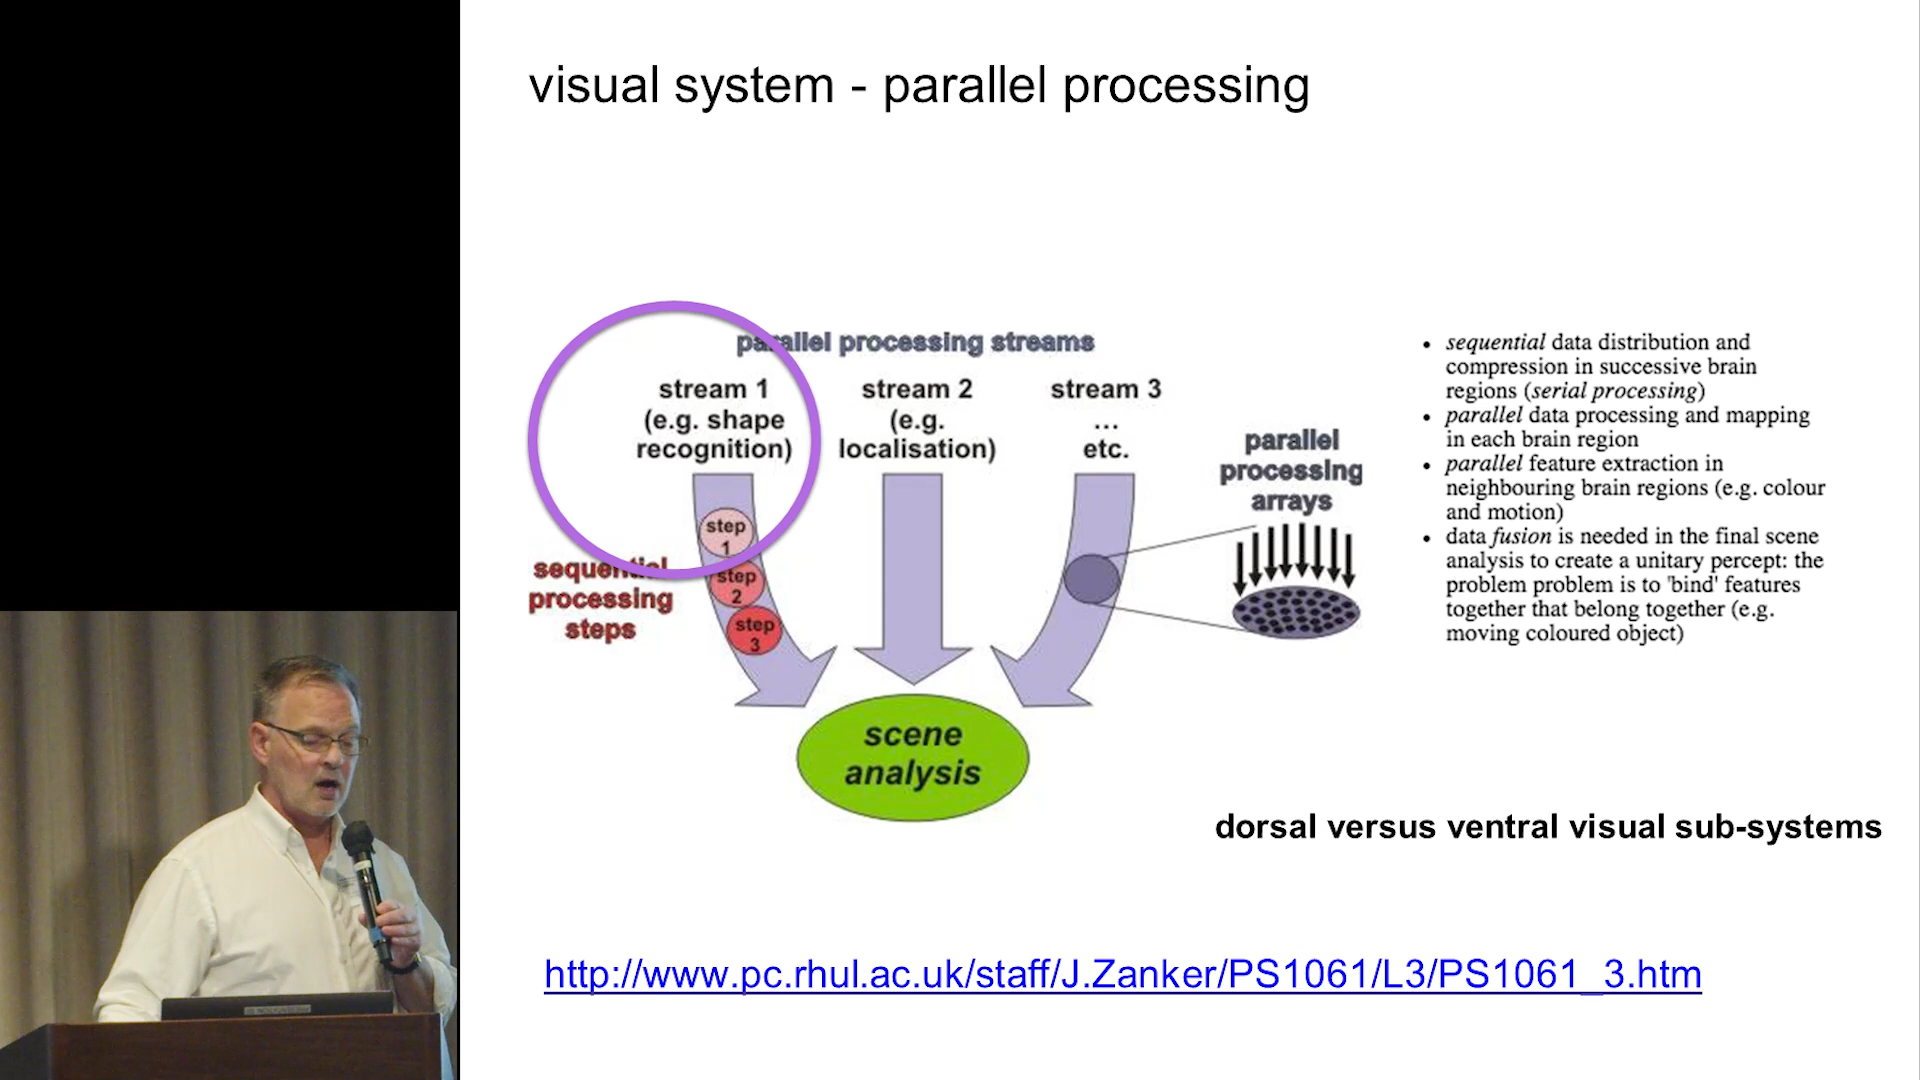 visual system - parallel processing
parallel processing streams
stream 1
(e.g. shape
recognition)
stream 2
(e.g.
localisation)
stream 3
...
etc.
parallel
processing
arrays
step
1
step
2
step
3
sequential
processing
steps
scene
analysis
• sequential data distribution and
compression in successive brain
regions (serial processing)
• parallel data processing and mapping
in each brain region
• parallel feature extraction in
neighbouring brain regions (e.g. colour
and motion)
• data fusion is needed in the final scene
analysis to create a unitary percept: the
problem problem is to 'bind' features
together that belong together (e.g.
moving coloured object)
dorsal versus ventral visual sub-systems
http://www.pc.rhul.ac.uk/staff/J.Zanker/PS1061/L3/PS1061_3.htm